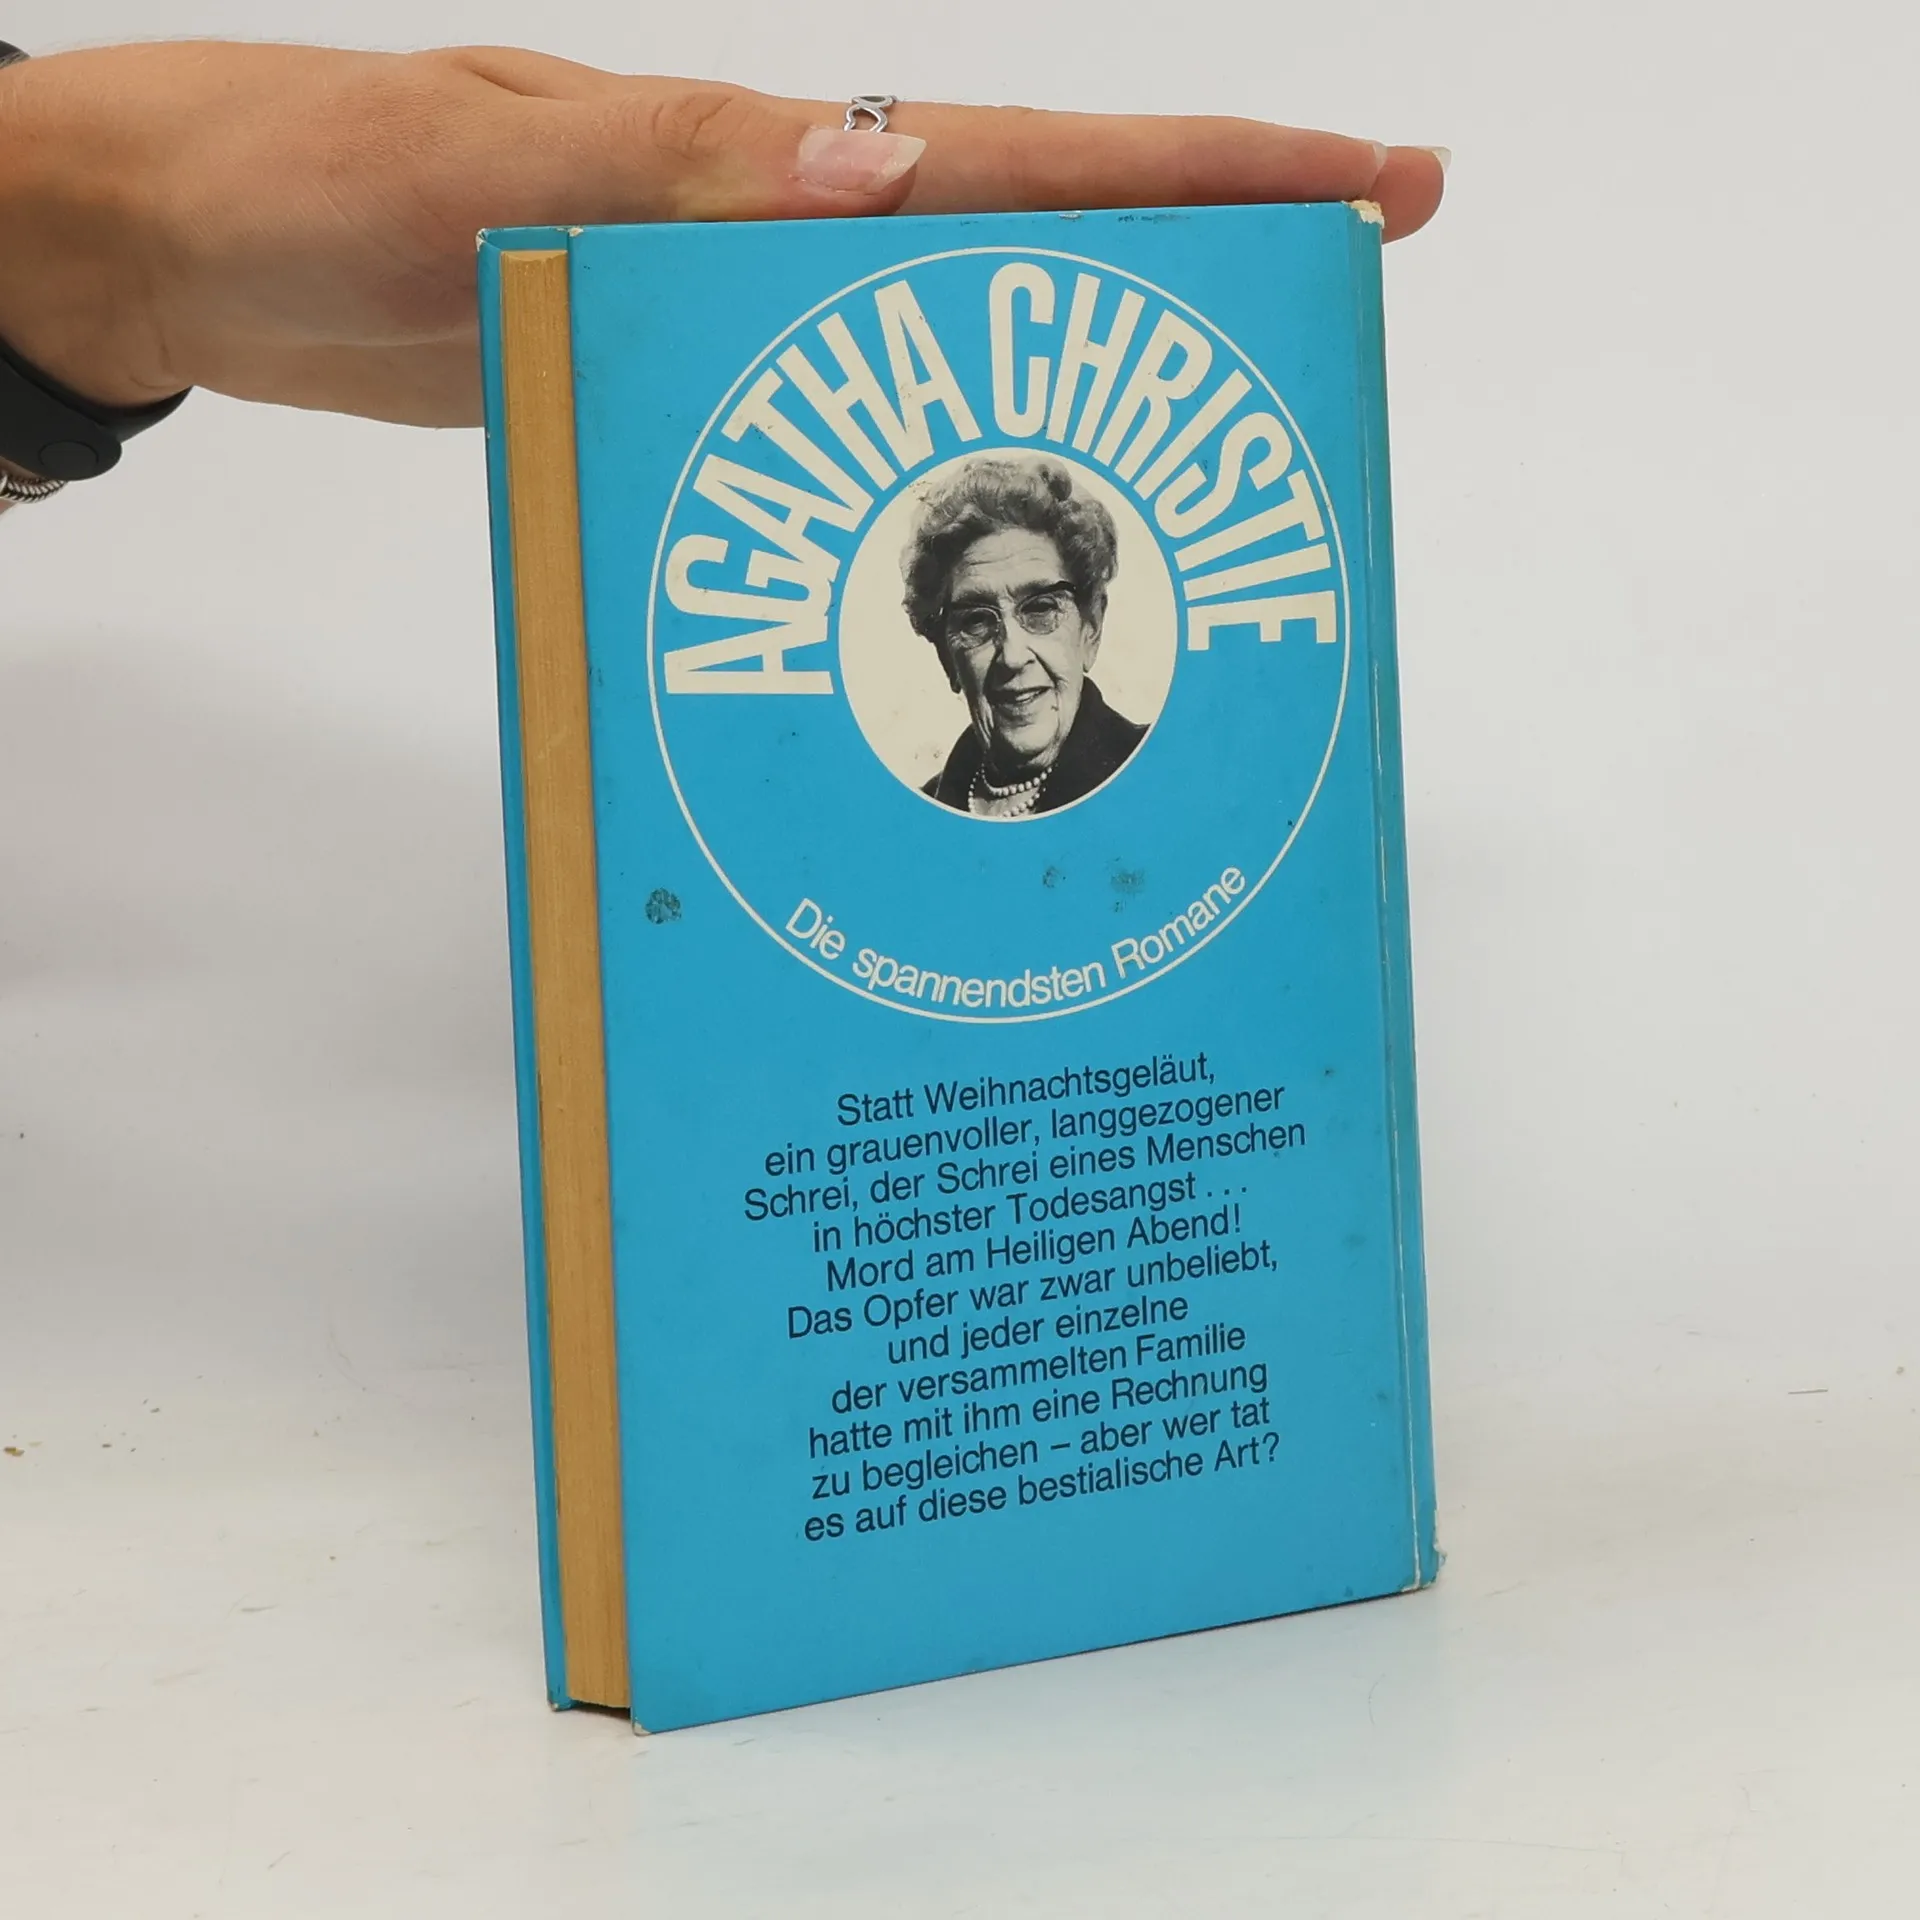 AGATHA CHRISTIE
Die spannendsten Romane
Statt Weihnachtsgeläut,
ein grauenvoller, langgezogener
Schrei, der Schrei eines Menschen
in höchster Todesangst . . .
Mord am Heiligen Abend!
Das Opfer war zwar unbeliebt,
und jeder einzelne
der versammelten Familie
hatte mit ihm eine Rechnung
zu begleichen – aber wer tat
es auf diese bestialische Art?